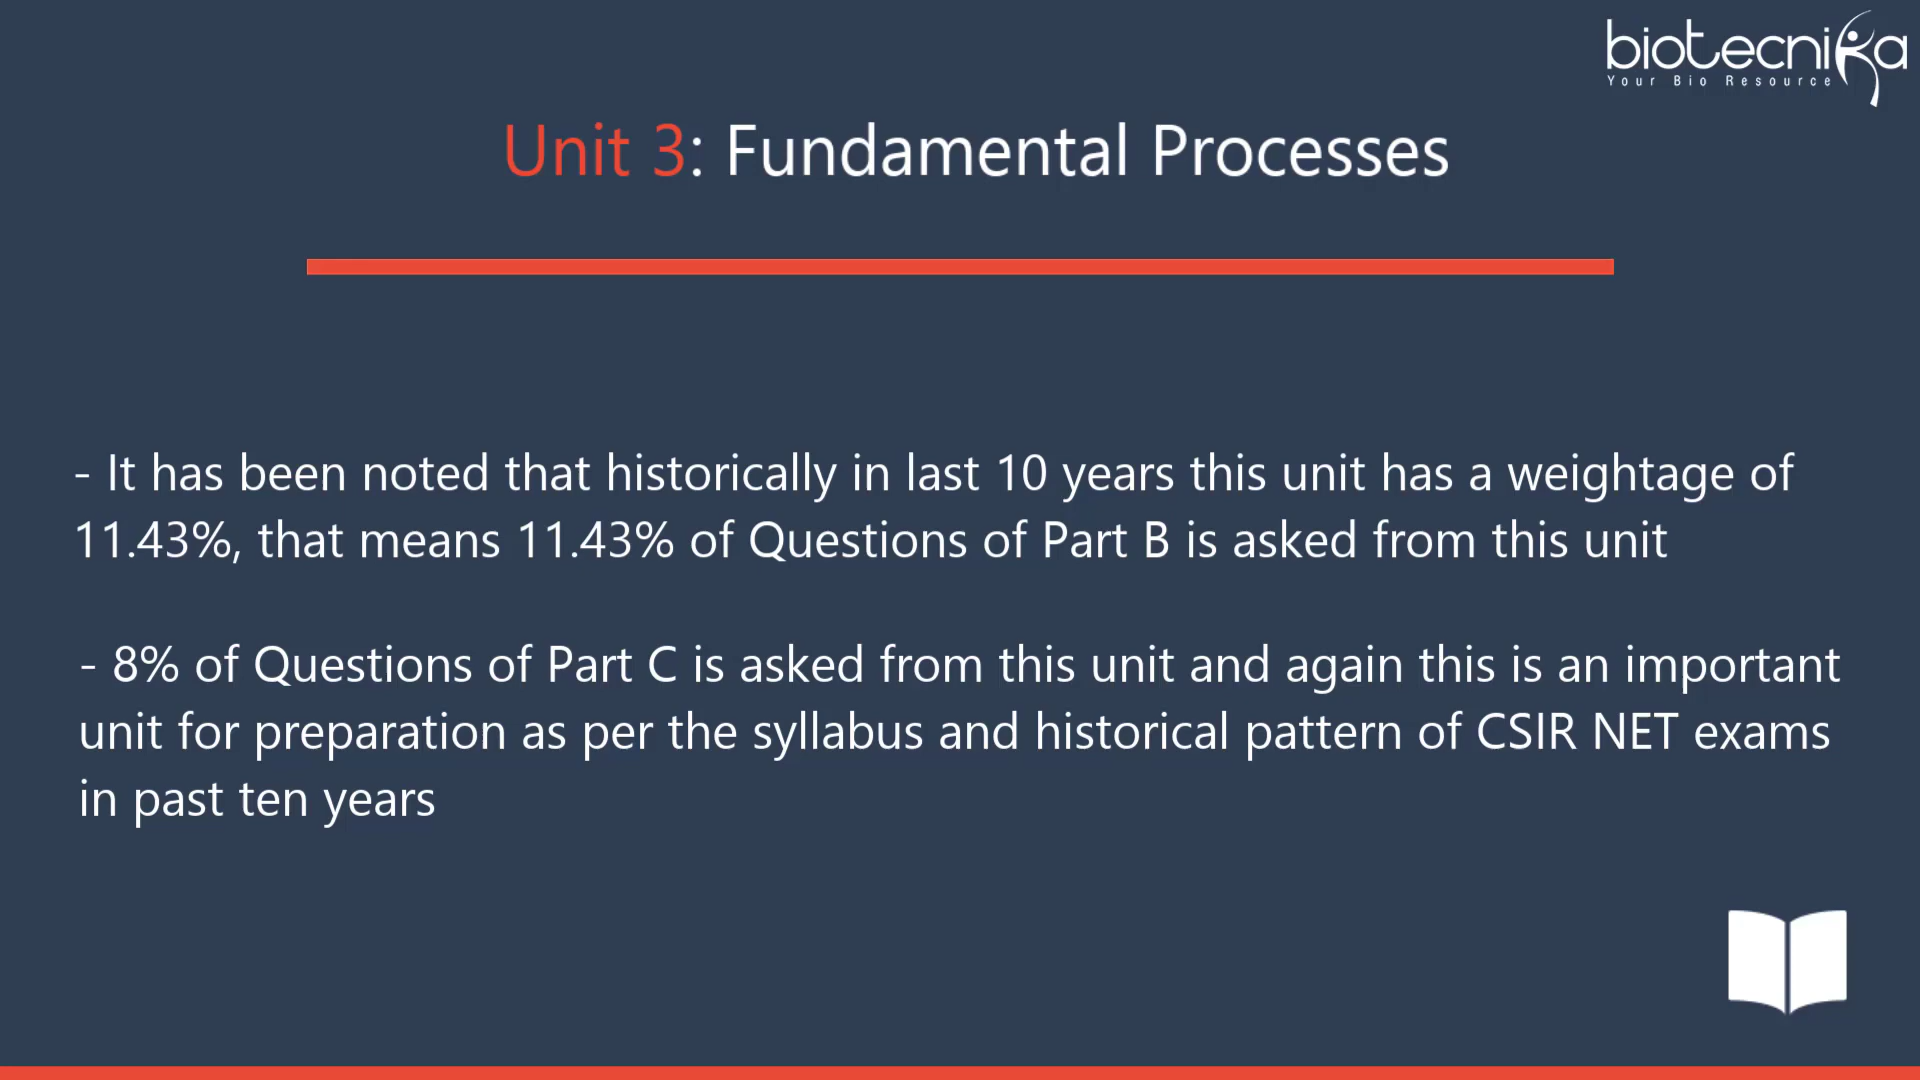 biotecnika
Your Bio Resource
Unit 3: Fundamental Processes
- It has been noted that historically in last 10 years this unit has a weightage of
11.43%, that means 11.43% of Questions of Part B is asked from this unit
- 8% of Questions of Part C is asked from this unit and again this is an important
unit for preparation as per the syllabus and historical pattern of CSIR NET exams
in past ten years